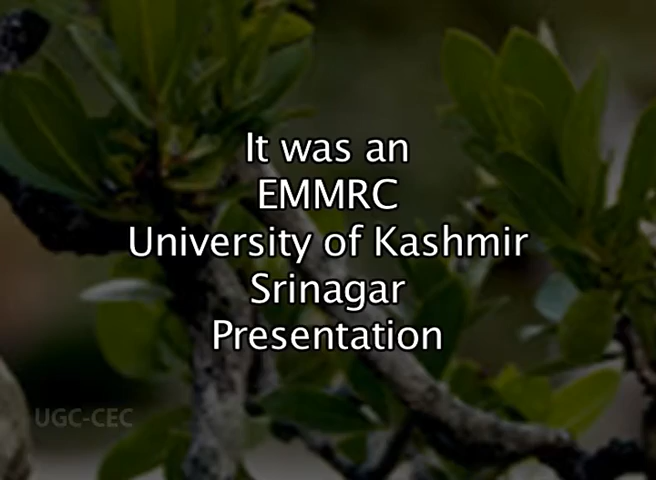 It was an
EMMRC
University of Kashmir
Srinagar
Presentation
UGC-CEC